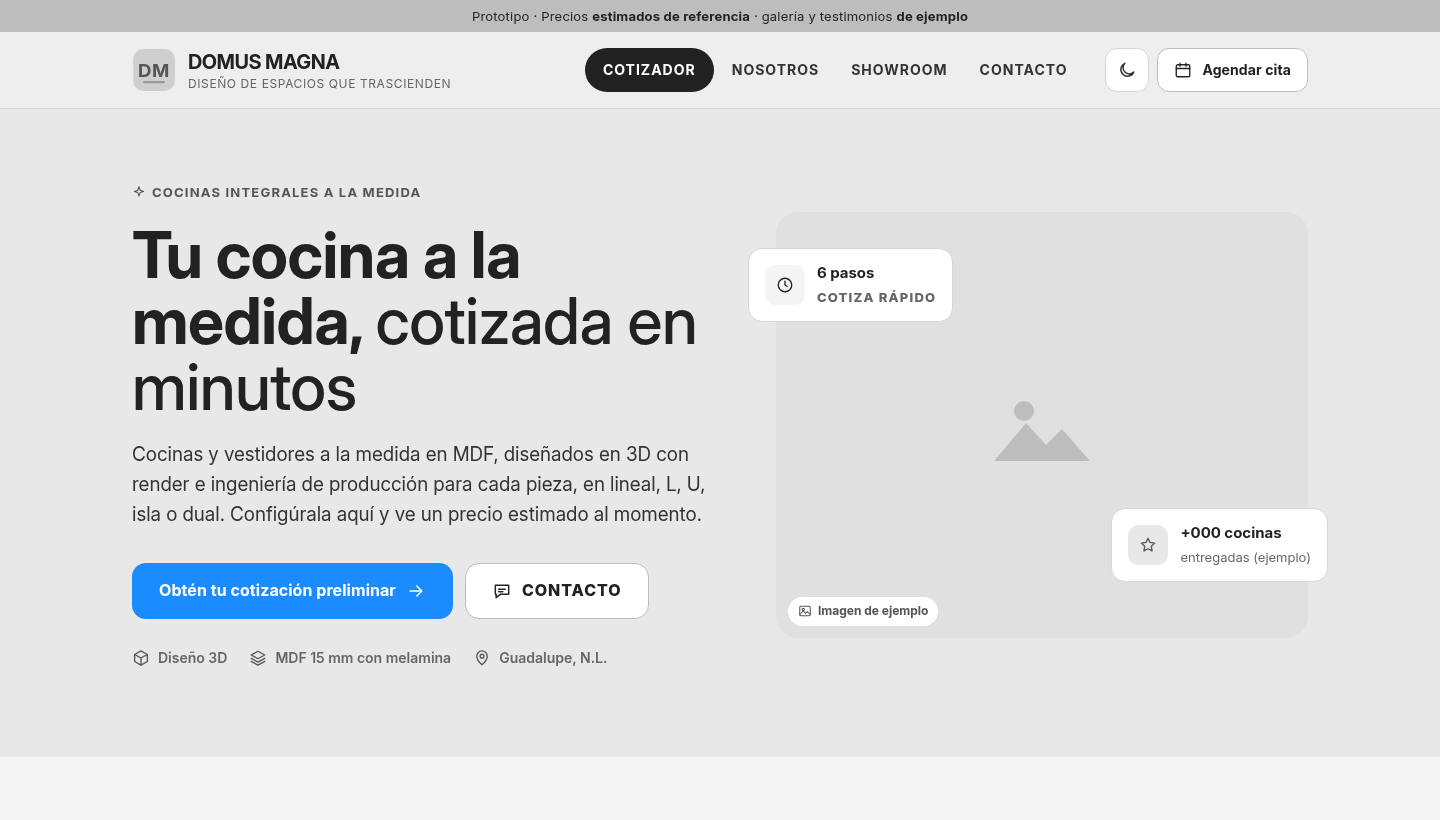 Prototipo · Precios estimados de referencia · galería y testimonios de ejemplo
DM
DOMUS MAGNA
DISEÑO DE ESPACIOS QUE TRASCIENDEN
COTIZADOR
NOSOTROS
SHOWROOM
CONTACTO
Agendar cita
COCINAS INTEGRALES A LA MEDIDA
Tu cocina a la
medida, cotizada en
minutos
Cocinas y vestidores a la medida en MDF, diseñados en 3D con
render e ingeniería de producción para cada pieza, en lineal, L, U,
isla o dual. Configúrala aquí y ve un precio estimado al momento.
Obtén tu cotización preliminar
CONTACTO
Diseño 3D
MDF 15 mm con melamina
Guadalupe, N.L.
6 pasos
COTIZA RÁPIDO
+000 cocinas
entregadas (ejemplo)
Imagen de ejemplo